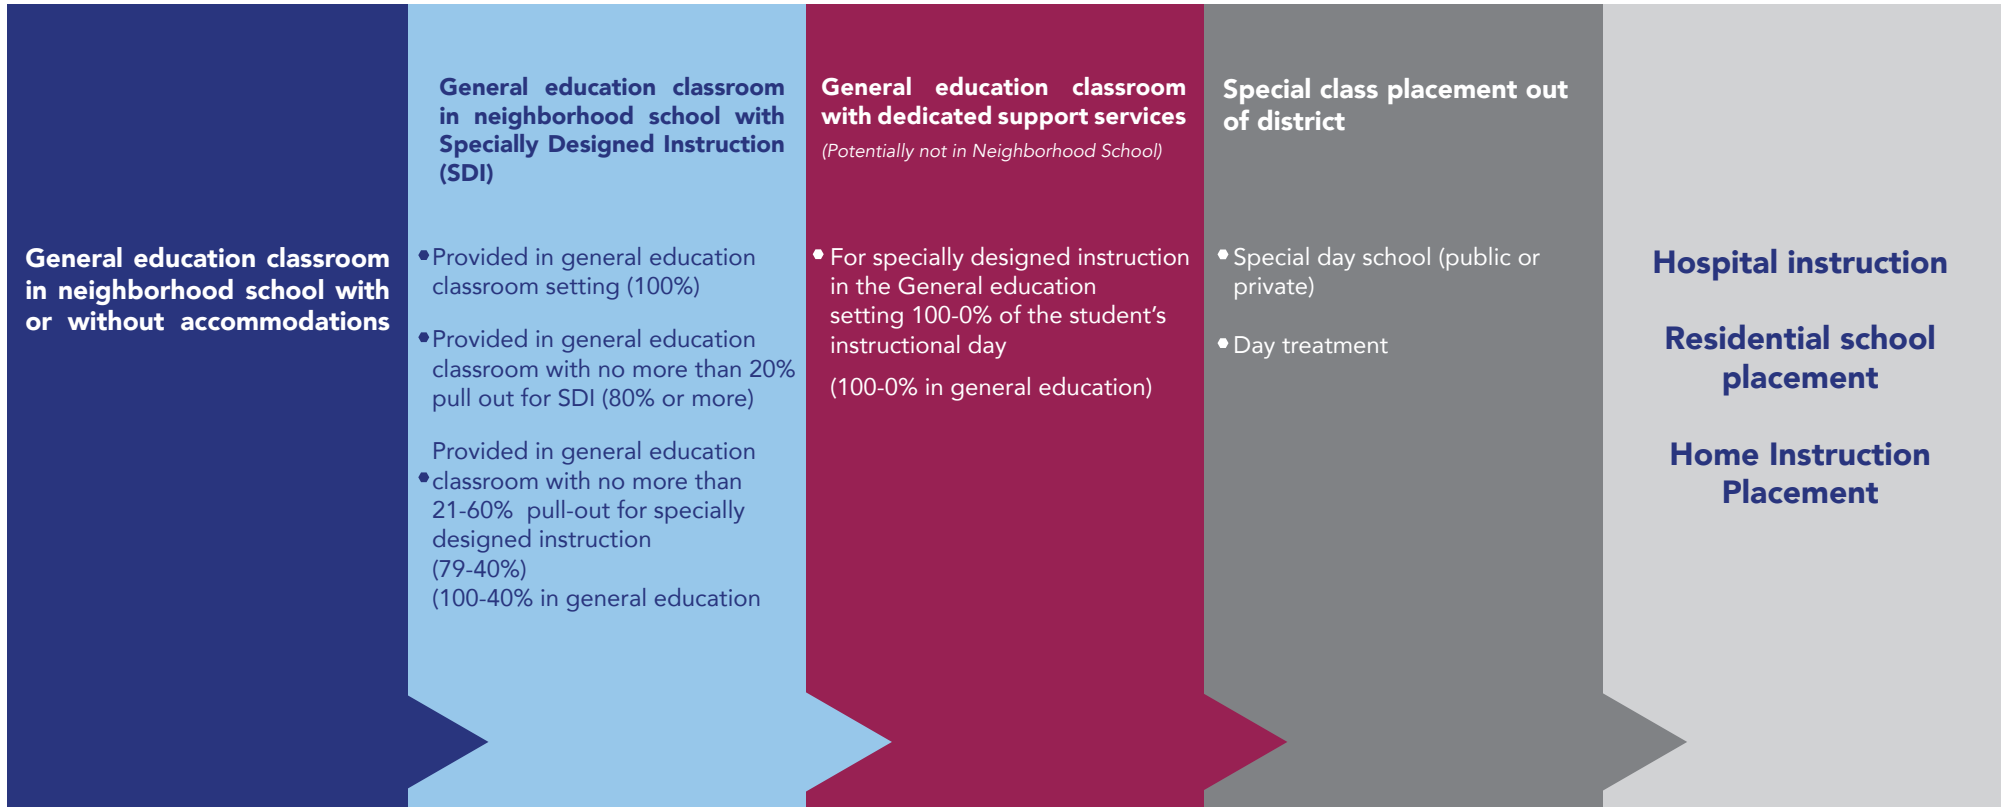 General education classroom
in neighborhood school with
or without accommodations
General education classroom
in neighborhood school with
Specially Designed Instruction
(SDI)
Provided in general education
classroom setting (100%)
Provided in general education
classroom with no more than 20%
pull out for SDI (80% or more)
Provided in general education
classroom with no more than
21-60% pull-out for specially
designed instruction
(79-40%)
(100-40% in general education
General education classroom
with dedicated support services
(Potentially not in Neighborhood School)
For specially designed instruction
in the General education
setting 100-0% of the student's
instructional day
(100-0% in general education)
Special class placement out
of district
Special day school (public or
private)
Day treatment
Hospital instruction
Residential school
placement
Home Instruction
Placement